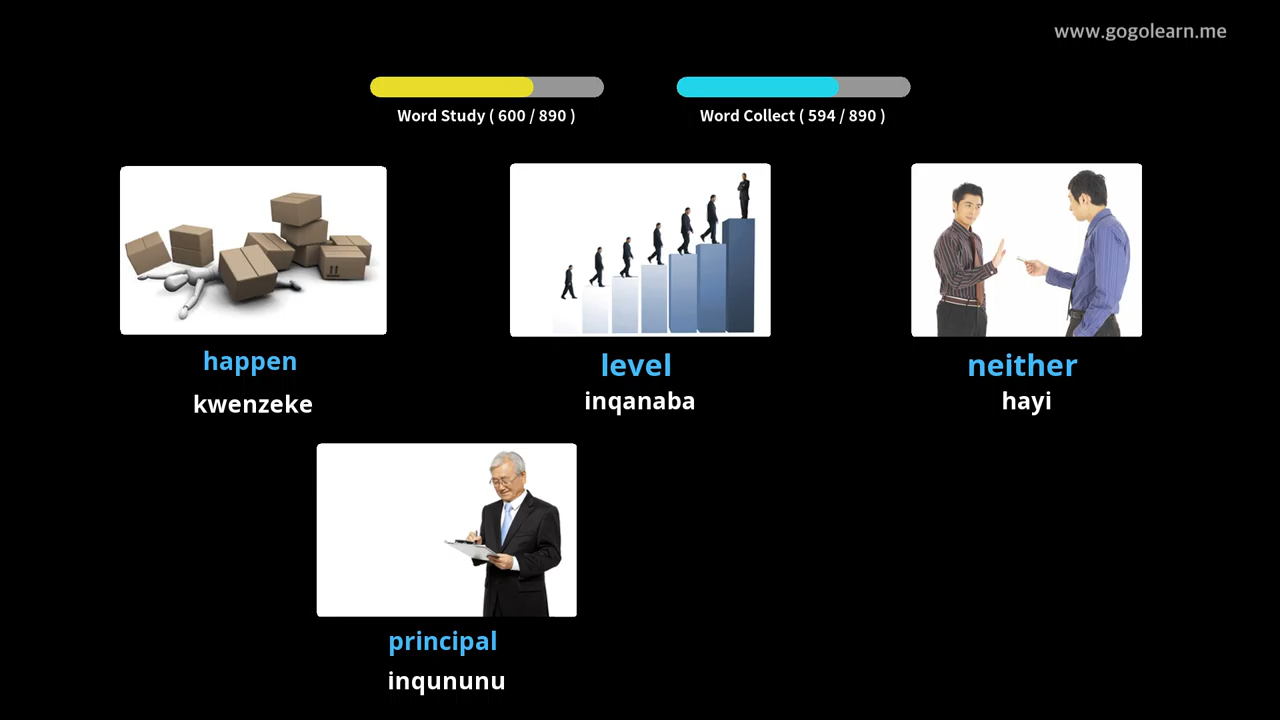 www.gogolearn.me
Word Study ( 600 / 890 )
Word Collect ( 594 / 890 )
happen
kwenzeke
level
inqanaba
neither
hayi
principal
inqununu